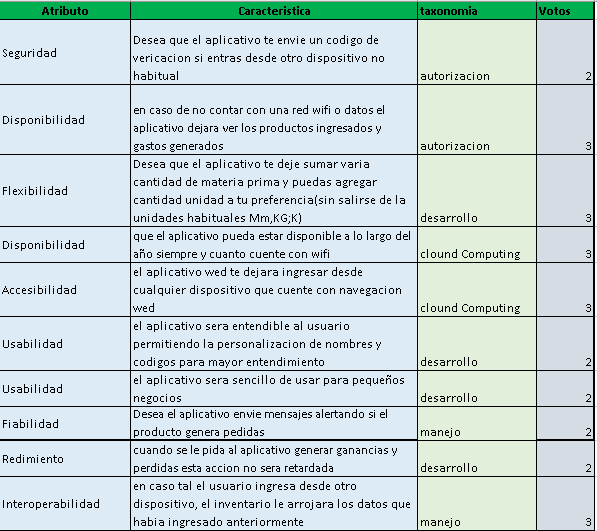 Atributo Caracteristica taxonomia Votos
Desea que el aplicativo te envie un codigo de
Seguridad vericacion si entras desde otro dispositivo no
habitual autorizacion 2
en caso de no contar con una red wifi o datos el
Disponibilidad aplicativo dejara ver los productos ingresados y
gastos generados autorizacion 3
Desea que el aplicativo te deje sumar varia
Flexibilidad cantidad de materia prima y puedas agregar
cantidad unidad a tu preferencia(sin salirse de la
unidades habituales Mm,KG;K) desarrollo 3
Disponibilidad que el aplicativo pueda estar disponible a lo largo del
año siempre y cuanto cuente con wifi clound Computing 3
el aplicativo wed te dejara ingresar desde
Accesibilidad cualquier dispositivo que cuente con navegacion
wed clound Computing 3
el aplicativo sera entendible al usuario
Usabilidad permitiendo la personalizacion de nombres y
codigos para mayor entendimiento desarrollo 2
Usabilidad el aplicativo sera sencillo de usar para pequeños
negocios desarrollo 2
Fiabilidad Desea el aplicativo envie mensajes alertando si el
producto genera pedidas manejo 2
Redimiento cuando se le pida al aplicativo generar ganancias y
perdidas esta accion no sera retardada desarrollo 2
en caso tal el usuario ingresa desde otro
Interoperabilidad dispositivo, el inventario le arrojara los datos que
habia ingresado anteriormente manejo 3